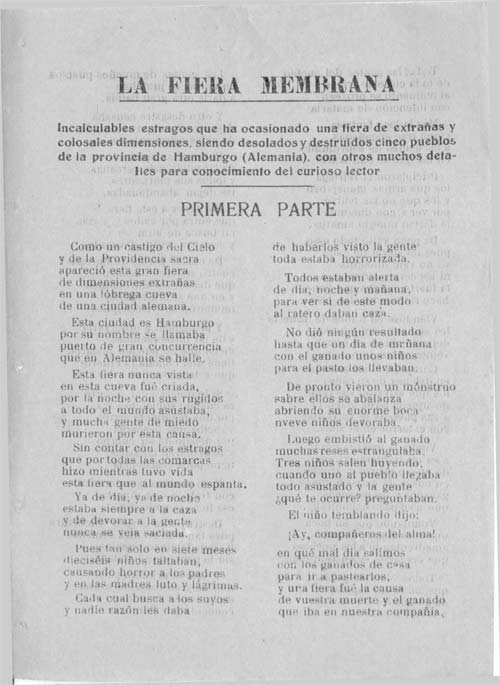 LA FIERA MEMBRANA
Incalculables estragos que ha ocasionado una fiera de extrañas y
colosales dimensiones, siendo desolados y destruídos cinco pueblos
de la provincia de Hamburgo (Alemania), con otros muchos deta-
lles para conocimiento del curioso lector
PRIMERA PARTE
Como un castigo del Cielo
y de la Providencia sacra
apareció esta gran fiera
de dimensiones extrañas
en una lóbrega cueva
de una ciudad alemana.
Esta ciudad es Hamburgo
por su nombre se llamaba
puerto de gran concurrencia
que en Alemania se halle.
Esta fiera nunca vista
en esta cueva fué criada,
por la noche con sus rugidos
a todo el mundo asustaba,
y mucha gente de miedo
murieron por esta causa.
Sin contar con los estragos
que por todas las comarcas
hizo mientras tuvo vida
esta fiera que al mundo espanta.
Ya de día, ya de noche
estaba siempre a la caza
y de devorar a la gente
nunca se veía saciada.
Pues tan solo en siete meses
dieciséis niños faltaban,
causando horror a los padres
y en las madres luto y lágrimas.
Cada cual busca a los suyos
y nadie razón les daba
de haberlos visto la gente
toda estaba horrorizada.
Todos estaban alerta
de día, noche y mañana,
para ver si de este modo
al ratero daban caza.
No dió ningún resultado
hasta que un día de meñana
con el ganado unos niños
para el pasto los llevaban.
De pronto vieron un mónstruo
sabre ellos se abalanza
abriendo su enorme boca
nveve niños devoraba.
Luego embistió al ganado
muchas reses estrangulaba.
Tres niños salen huyendo,
cuando uno al pueblo llegaba
todo asustado y la gente
¿qué te ocurre? preguntaban.
El niño temblando dijo:
¡Ay, compañeros del alma!
en qué mal día salimos
con los ganados de casa
para ir a pastearlos,
y una fiera fué la causa
de vuestra muerte y el ganado
que iba en nuestra compañía,